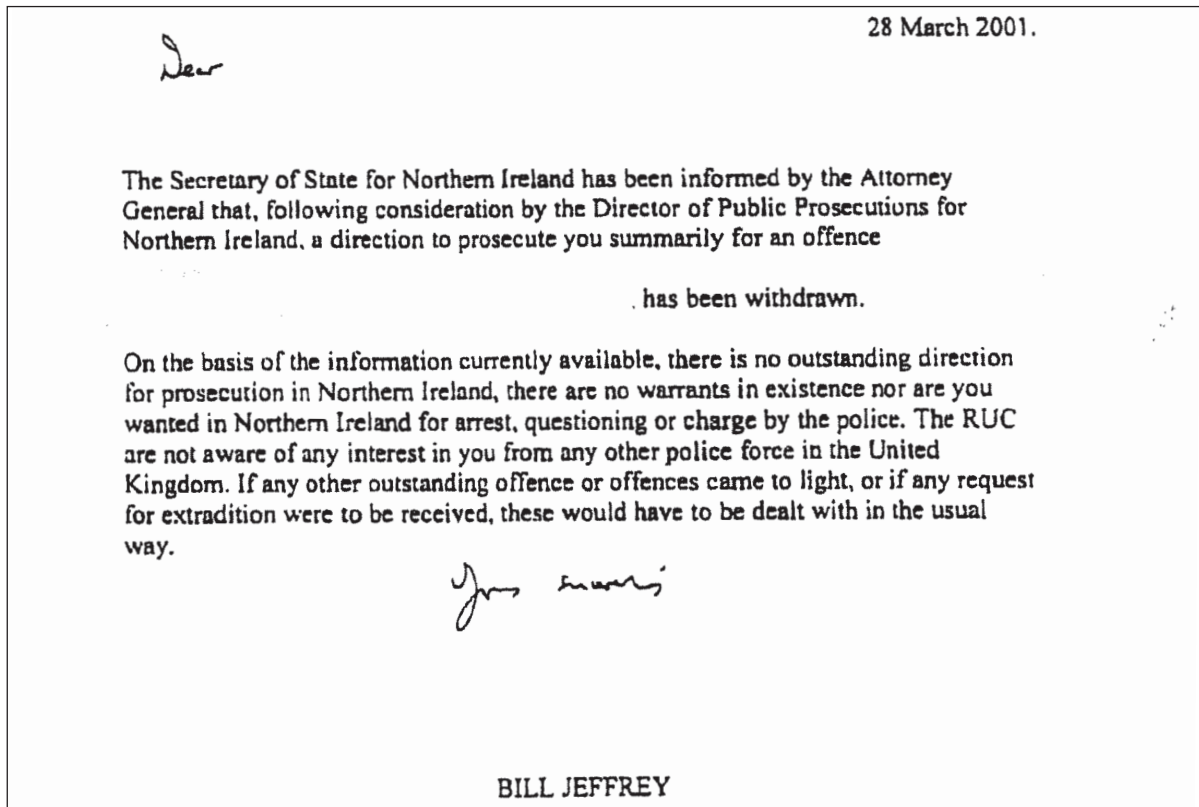 28 March 2001.
Dear
The Secretary of State for Northern Ireland has been informed by the Attorney
General that, following consideration by the Director of Public Prosecutions for
Northern Ireland, a direction to prosecute you summarily for an offence
. has been withdrawn.
On the basis of the information currently available, there is no outstanding direction
for prosecution in Northern Ireland, there are no warrants in existence nor are you
wanted in Northern Ireland for arrest, questioning or charge by the police. The RUC
are not aware of any interest in you from any other police force in the United
Kingdom. If any other outstanding offence or offences came to light, or if any request
for extradition were to be received, these would have to be dealt with in the usual
way.
Yours sincerely
BILL JEFFREY